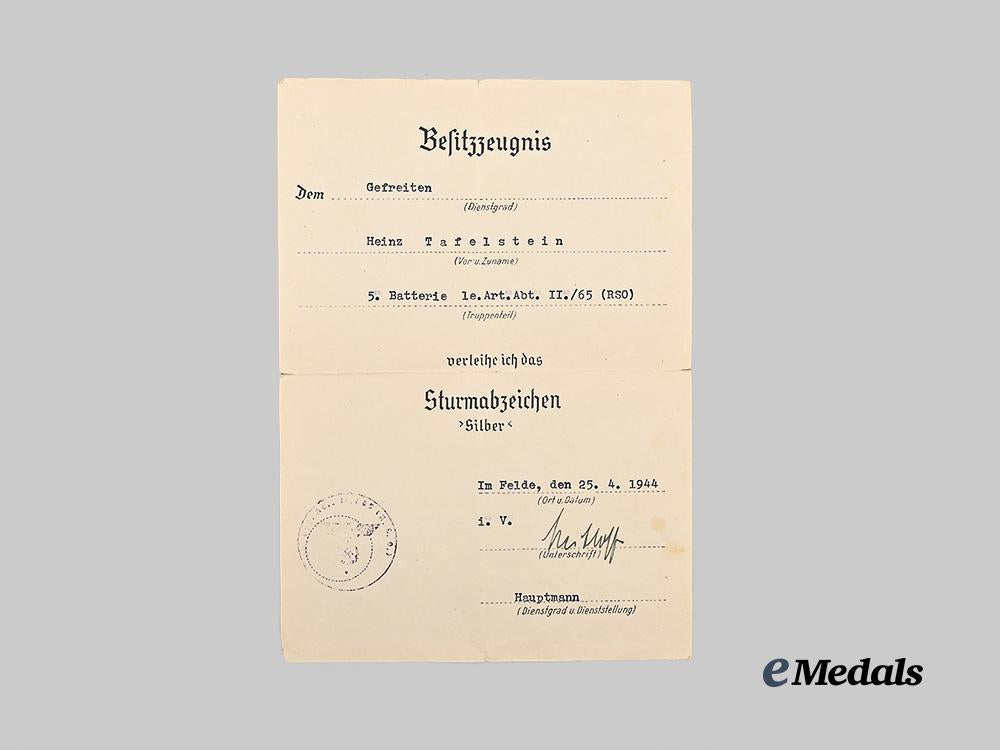 Besitzzeugnis
Dem Gefreiten
(Dienstgrad)
Heinz Tafelstein
(Vor- u. Zuname)
5. Batterie le.Art.Abt. II./65 (RSO)
(Truppenteil)
verleihe ich das
Sturmabzeichen
>Silber<
Im Felde, den 25. 4. 1944
(Ort u. Datum)
i. V.
(Unterschrift)
Hauptmann
(Dienstgrad u. Dienststellung)
eMedals